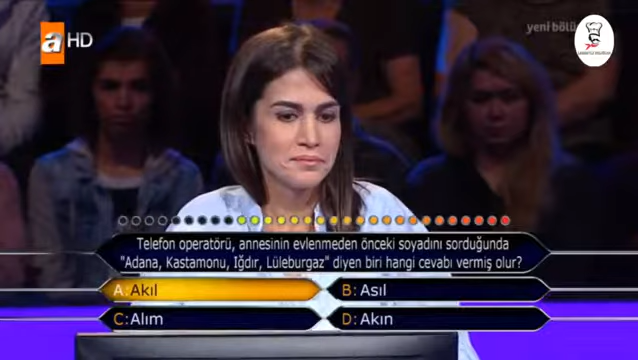 a HD
yeni bölüm
Telefon operatörü, annesinin evlenmeden önceki soyadını sorduğunda
"Adana, Kastamonu, Iğdır, Lüleburgaz" diyen biri hangi cevabı vermiş olur?
A: Akıl
B: Asıl
C: Alım
D: Akın